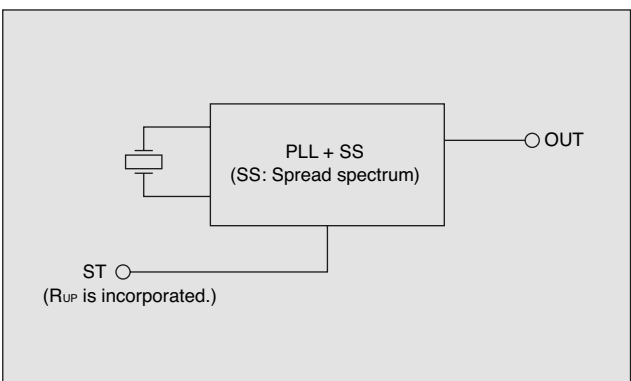 PLL + SS
(SS: Spread spectrum)
OUT
ST
(RUP is incorporated.)